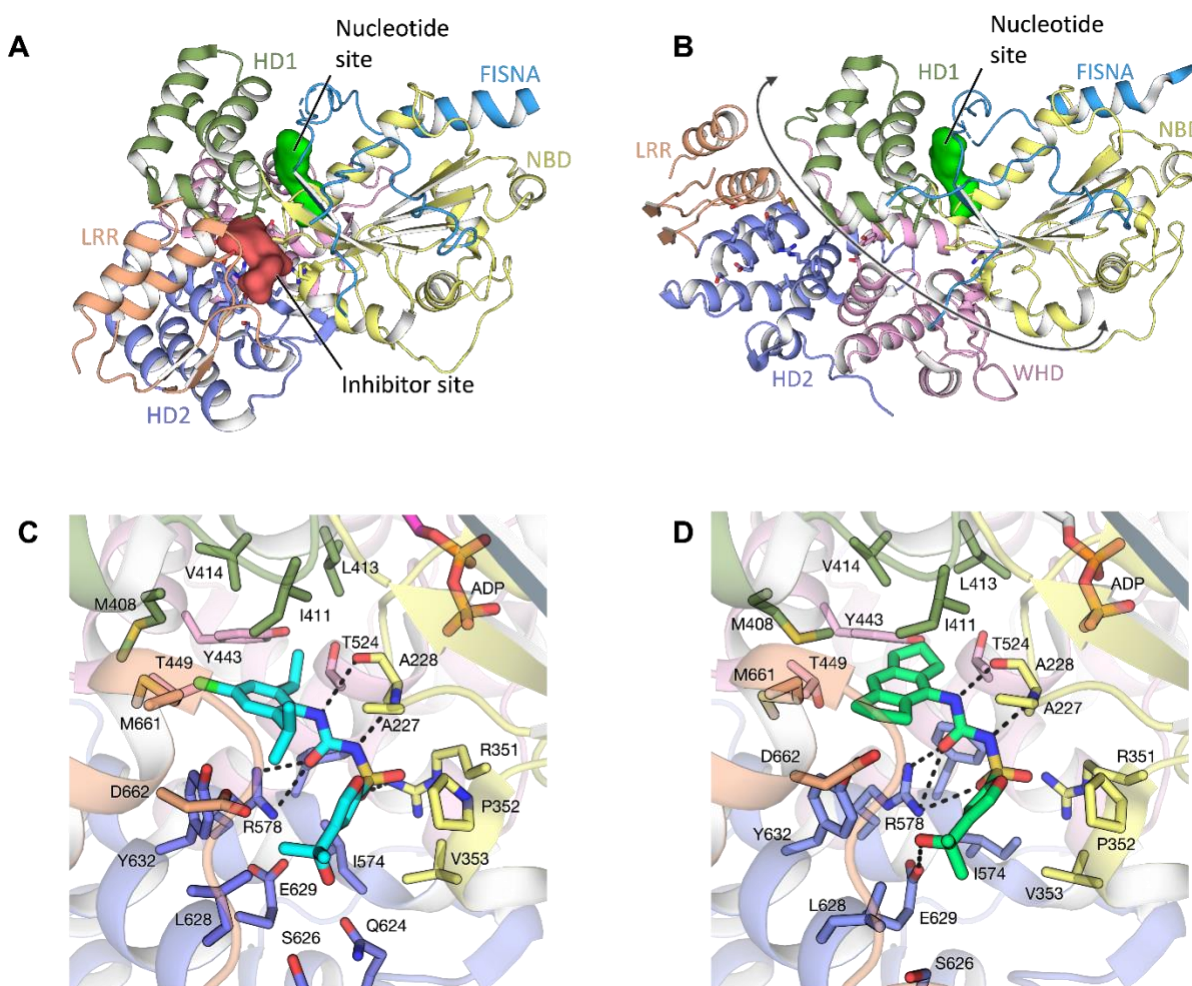 A
Nucleotide
site
HD1
FISNA
NBD
LRR
HD2
Inhibitor site
B
Nucleotide
site
HD1
FISNA
NB
LRR
HD2
WHD
C
V414
L413
ADP
M408
I411
Y443
T524
A228
T449
M661
A227
R351
D662
R578
P352
Y632
I574
V353
E629
L628
Q624
S626
D
V414
L413
ADP
M408
Y443
I411
T524
A228
M661
T449
A227
D662
R351
R578
P352
Y632
I574
V353
L628
E629
S626